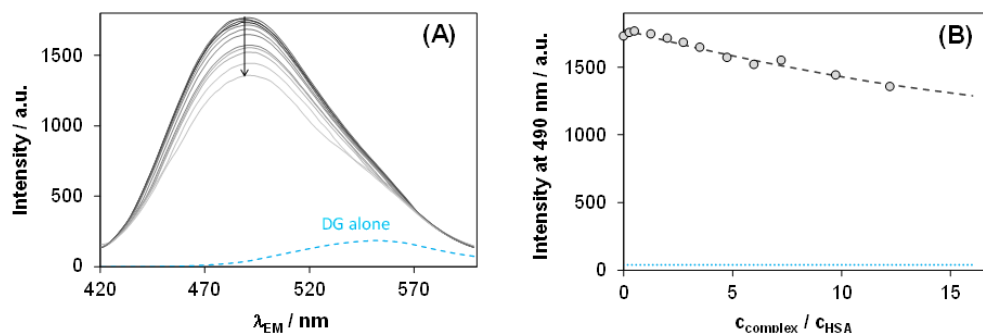 (A)
Intensity / a.u.
1500
1000
500
0
DG alone
420
470
520
570
λEM / nm
(B)
Intensity at 490 nm / a.u.
1500
1000
500
0
0
5
10
15
ccomplex / cHSA